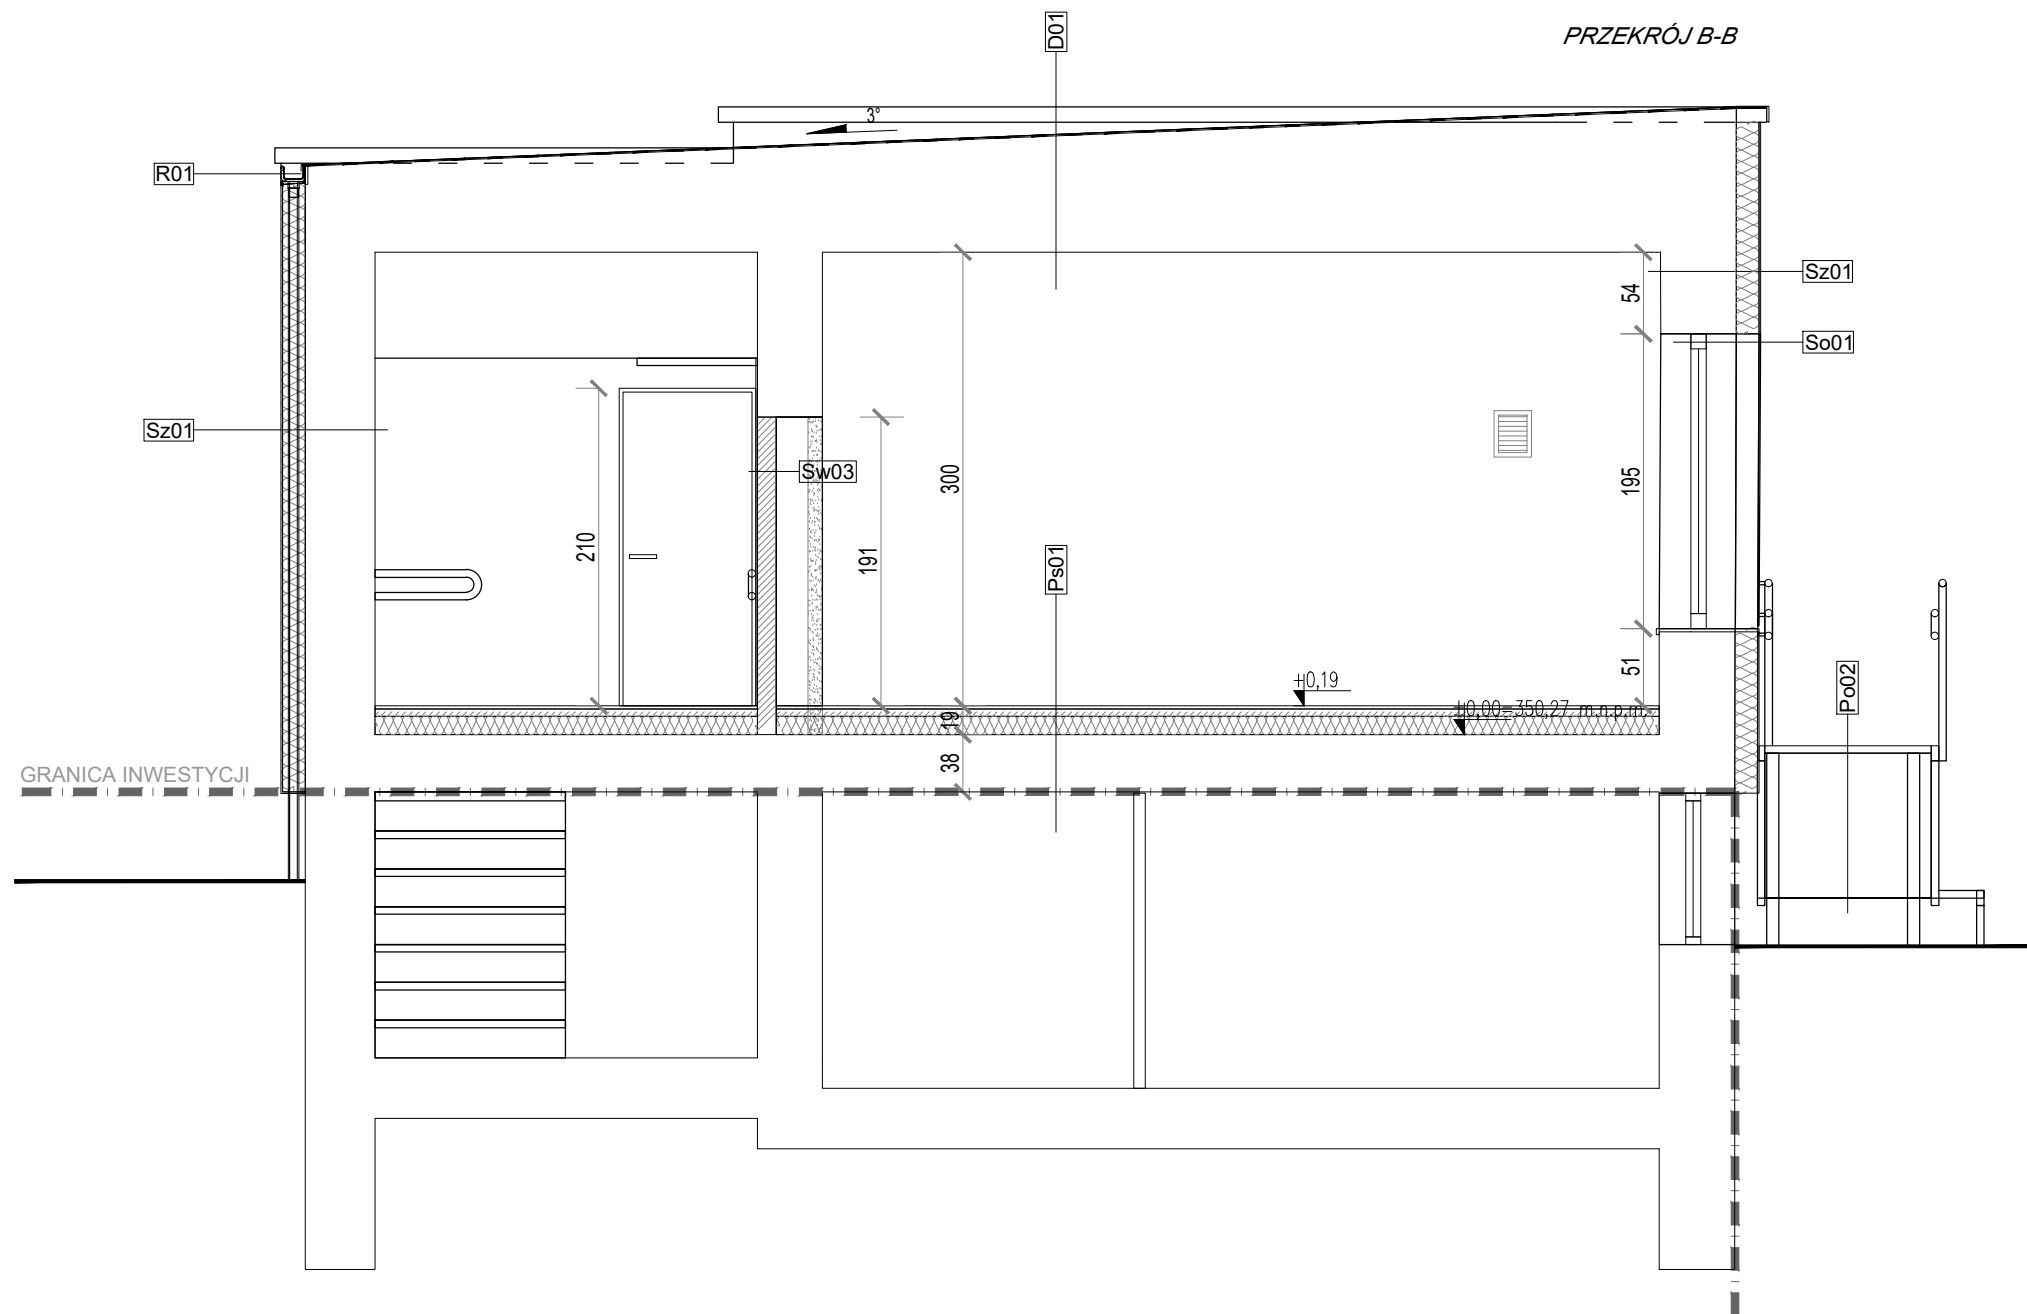 D01
PRZEKRÓJ B-B
3°
R01
Sz01
54
So01
Sz01
Sw03
300
195
210
191
Ps01
51
+0,19
Po02
19
±0,00=350,27 m.n.p.m.
38
GRANICA INWESTYCJI